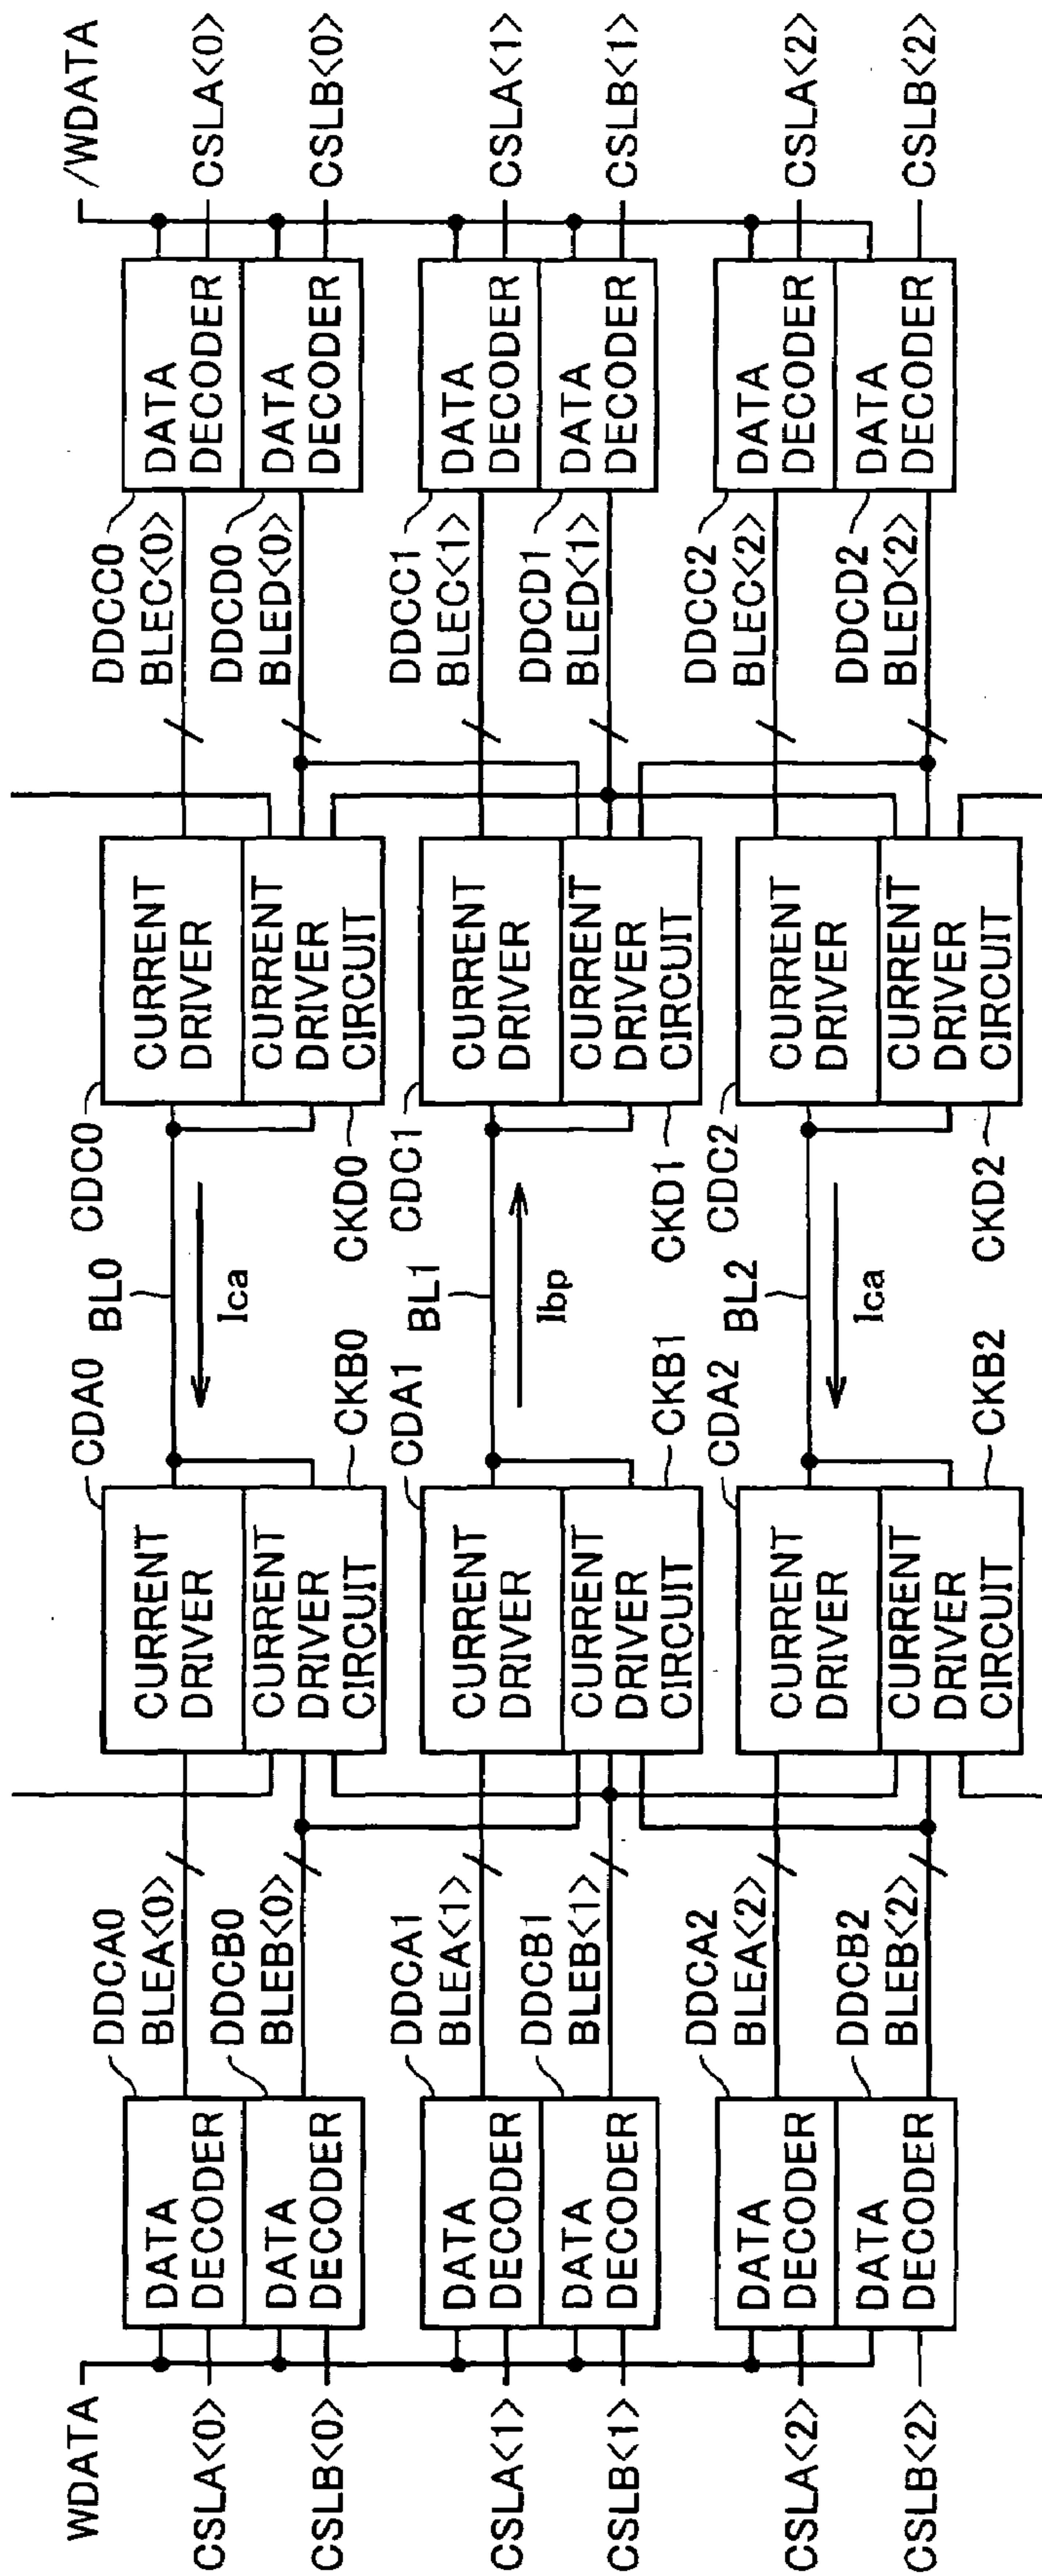 WDATA
/WDATA
CSLA<0>
DDCA0
BLEA<0>
CDA0
BL0
CDC0
DDCC0
BLEC<0>
CSLA<0>
DATA
DECODER
CURRENT
DRIVER
Ica
CURRENT
DRIVER
DATA
DECODER
CSLB<0>
DDCB0
BLEB<0>
DATA
DECODER
CURRENT
DRIVER
CIRCUIT
CKB0
CKD0
CURRENT
DRIVER
CIRCUIT
DDCD0
BLED<0>
DATA
DECODER
CSLB<0>
CSLA<1>
DDCA1
BLEA<1>
CDA1
BL1
CDC1
DDCC1
BLEC<1>
CSLA<1>
DATA
DECODER
CURRENT
DRIVER
Ibp
CURRENT
DRIVER
DATA
DECODER
CSLB<1>
DDCB1
BLEB<1>
DATA
DECODER
CURRENT
DRIVER
CIRCUIT
CKB1
CKD1
CURRENT
DRIVER
CIRCUIT
DDCD1
BLED<1>
DATA
DECODER
CSLB<1>
CSLA<2>
DDCA2
BLEA<2>
CDA2
BL2
CDC2
DDCC2
BLEC<2>
CSLA<2>
DATA
DECODER
CURRENT
DRIVER
Ica
CURRENT
DRIVER
DATA
DECODER
CSLB<2>
DDCB2
BLEB<2>
DATA
DECODER
CURRENT
DRIVER
CIRCUIT
CKB2
CKD2
CURRENT
DRIVER
CIRCUIT
DDCD2
BLED<2>
DATA
DECODER
CSLB<2>